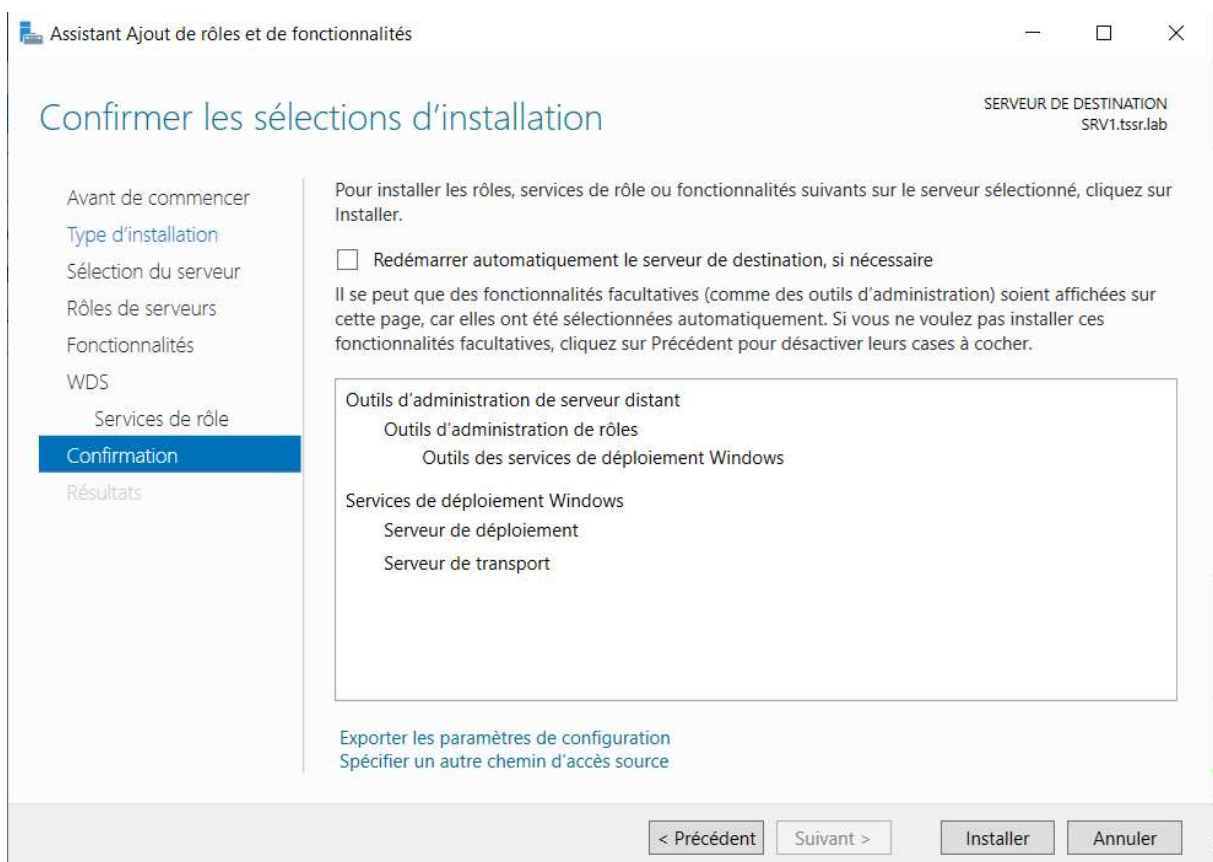 Assistant Ajout de rôles et de fonctionnalités
Confirmer les sélections d’installation
SERVEUR DE DESTINATION
SRV1.tssr.lab
Avant de commencer
Type d’installation
Sélection du serveur
Rôles de serveurs
Fonctionnalités
WDS
Services de rôle
Confirmation
Résultats
Pour installer les rôles, services de rôle ou fonctionnalités suivants sur le serveur sélectionné, cliquez sur
Installer.
Redémarrer automatiquement le serveur de destination, si nécessaire
Il se peut que des fonctionnalités facultatives (comme des outils d’administration) soient affichées sur
cette page, car elles ont été sélectionnées automatiquement. Si vous ne voulez pas installer ces
fonctionnalités facultatives, cliquez sur Précédent pour désactiver leurs cases à cocher.
Outils d’administration de serveur distant
Outils d’administration de rôles
Outils des services de déploiement Windows
Services de déploiement Windows
Serveur de déploiement
Serveur de transport
Exporter les paramètres de configuration
Spécifier un autre chemin d’accès source
< Précédent
Suivant >
Installer
Annuler